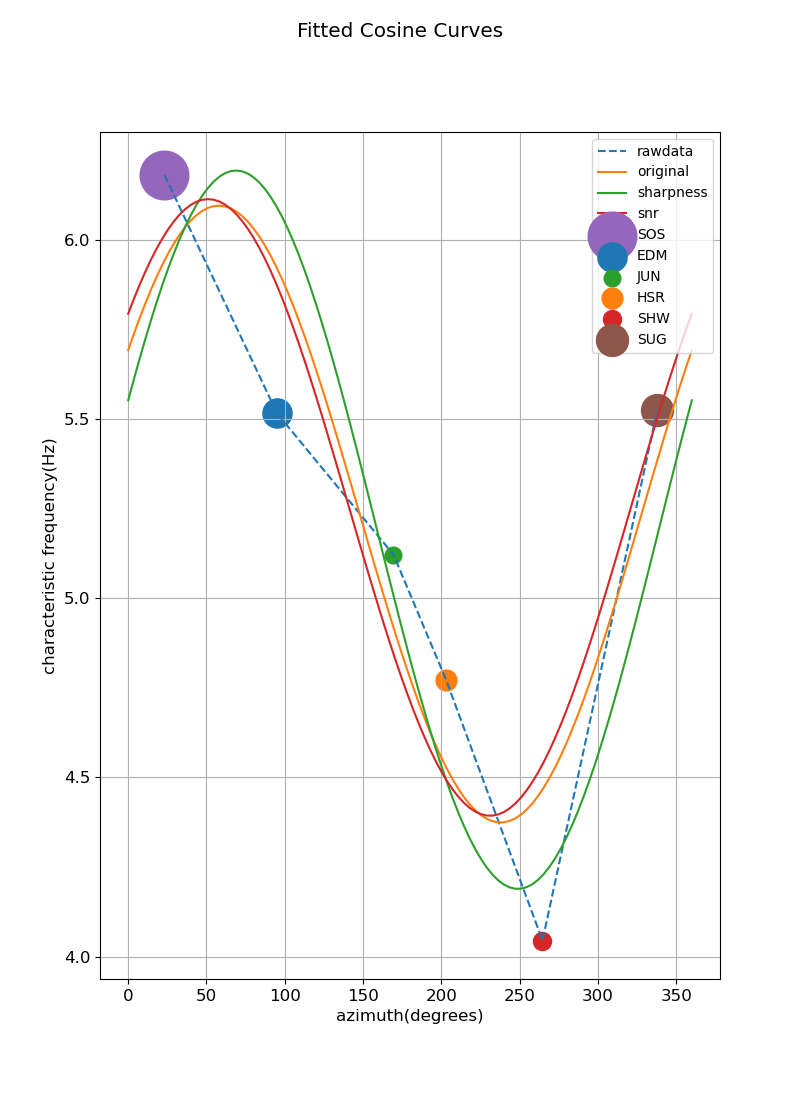 Fitted Cosine Curves
rawdata
original
sharpness
snr
SOS
EDM
JUN
HSR
SHW
SUG
characteristic frequency(Hz)
6.0
5.5
5.0
4.5
4.0
0 50 100 150 200 250 300 350
azimuth(degrees)